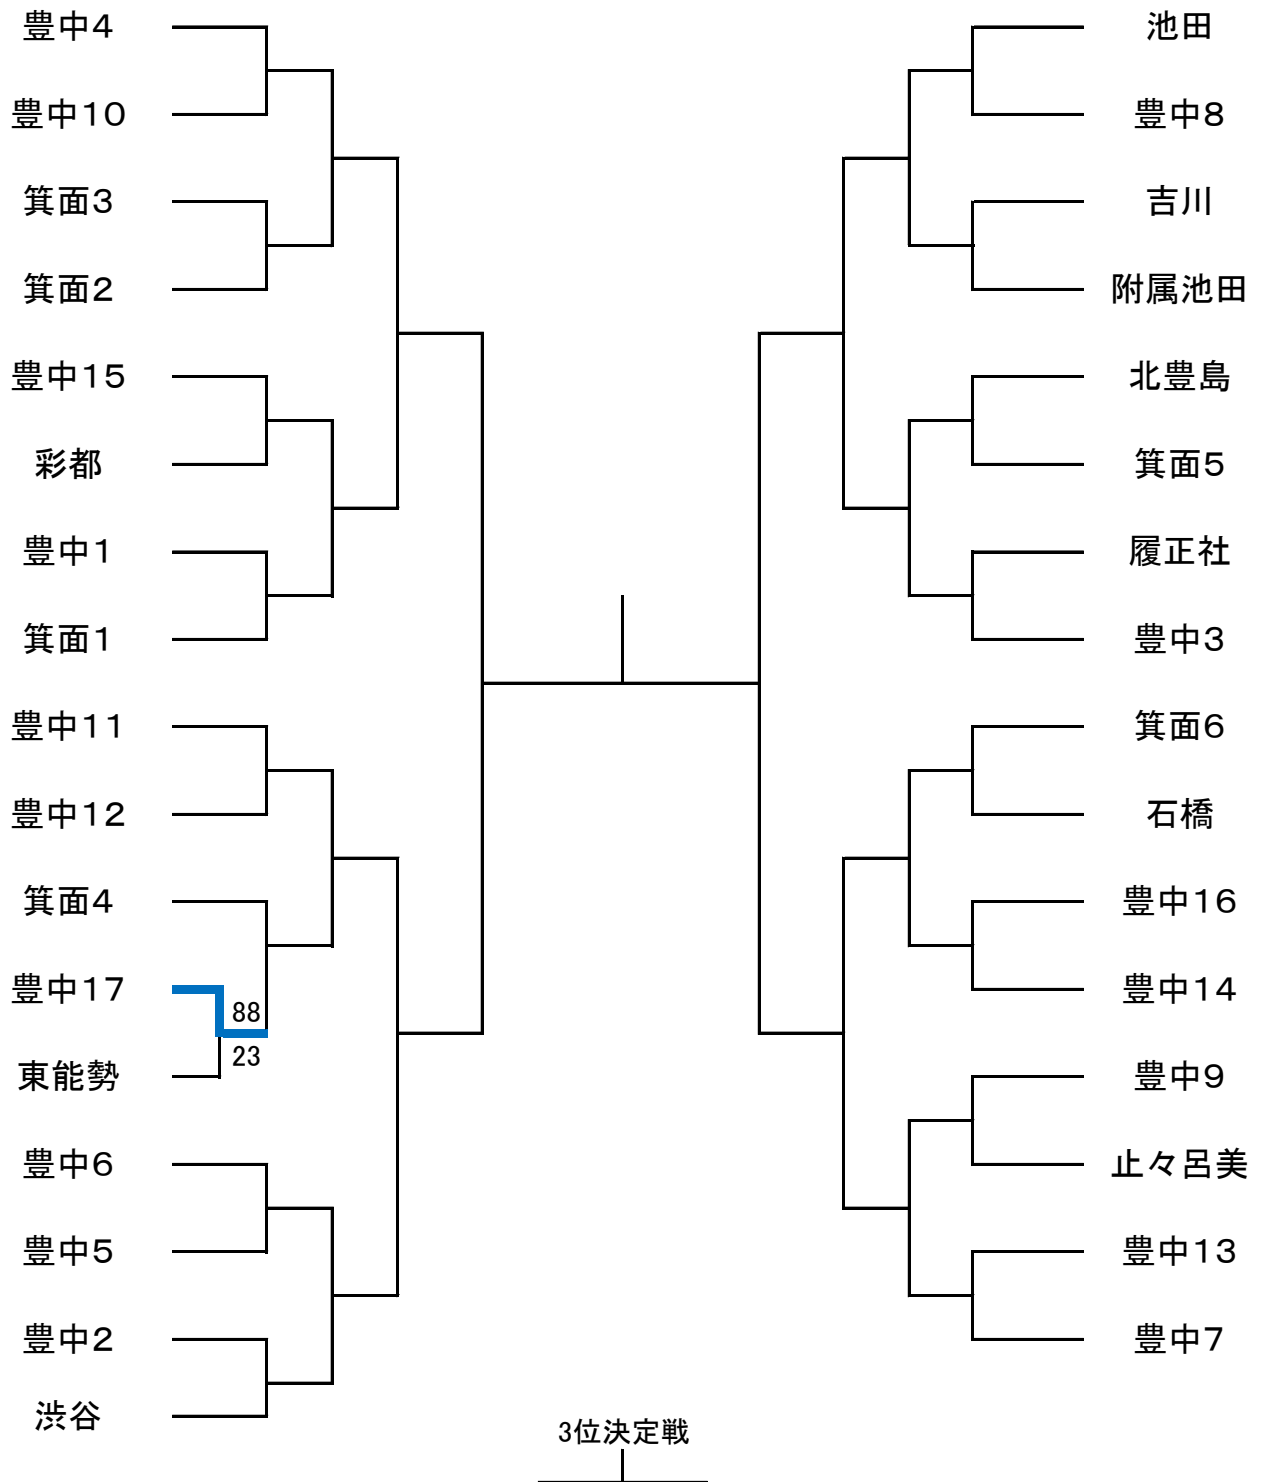 豊中4
豊中10
箕面3
箕面2
豊中15
彩都
豊中1
箕面1
豊中11
豊中12
箕面4
豊中17
88
23
東能勢
豊中6
豊中5
豊中2
渋谷
池田
豊中8
吉川
附属池田
北豊島
箕面5
履正社
豊中3
箕面6
石橋
豊中16
豊中14
豊中9
止々呂美
豊中13
豊中7
3位決定戦